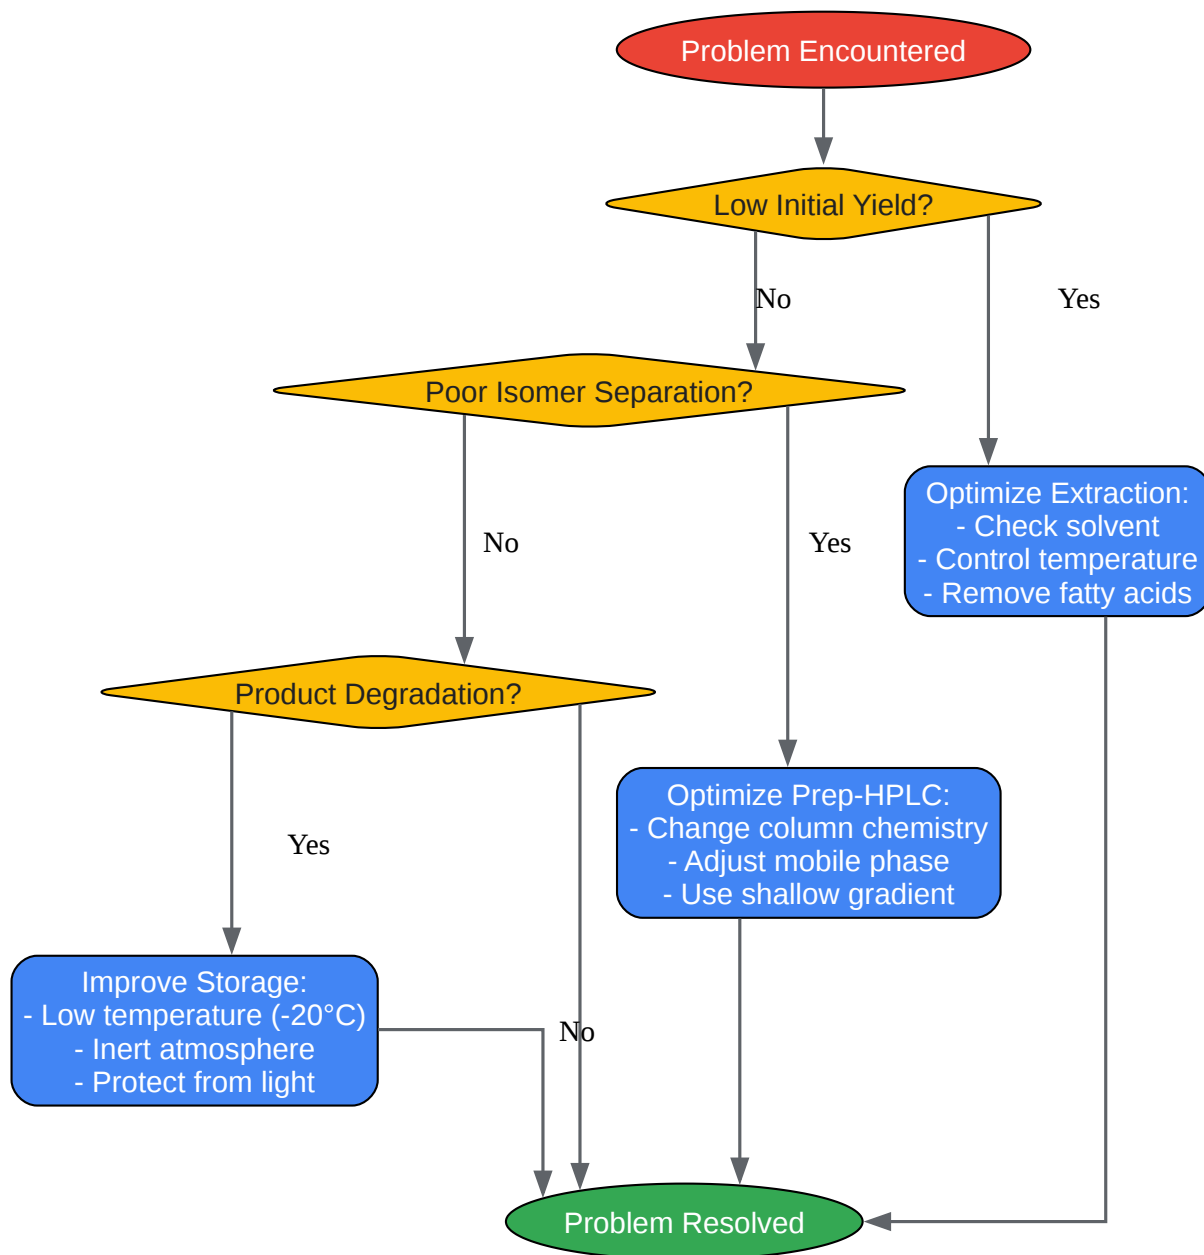 Problem Encountered
Low Initial Yield?
No
Yes
Poor Isomer Separation?
Optimize Extraction:
- Check solvent
- Control temperature
- Remove fatty acids
No
Yes
Product Degradation?
Optimize Prep-HPLC:
- Change column chemistry
- Adjust mobile phase
- Use shallow gradient
Yes
Improve Storage:
- Low temperature (-20°C)
- Inert atmosphere
- Protect from light
No
Problem Resolved